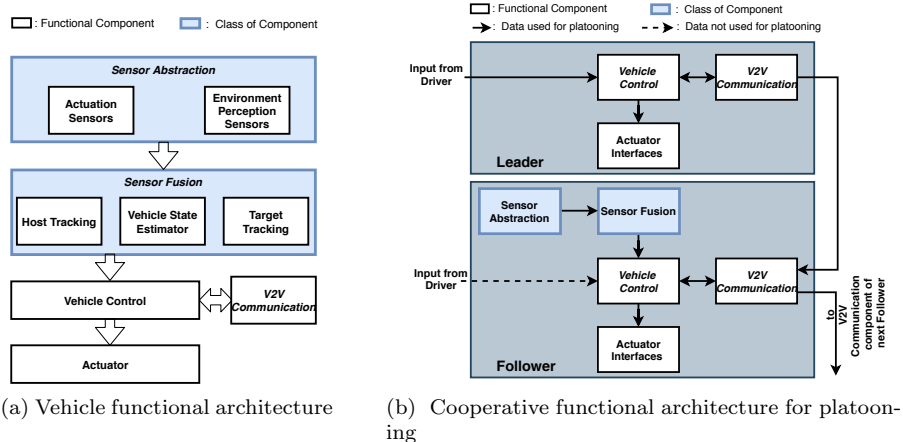 : Functional Component
: Class of Component
Sensor Abstraction
Actuation
Sensors
Environment
Perception
Sensors
Sensor Fusion
Host Tracking
Vehicle State
Estimator
Target
Tracking
Vehicle Control
V2V
Communication
Actuator
(a) Vehicle functional architecture
: Functional Component
: Class of Component
: Data used for platooning
: Data not used for platooning
Input from
Driver
Vehicle
Control
V2V
Communication
Actuator
Interfaces
Leader
Sensor
Abstraction
Sensor Fusion
Input from
Driver
Vehicle
Control
V2V
Communication
Actuator
Interfaces
Follower
to
V2V
Communication
component of
next Follower
(b) Cooperative functional architecture for platoon-
ing